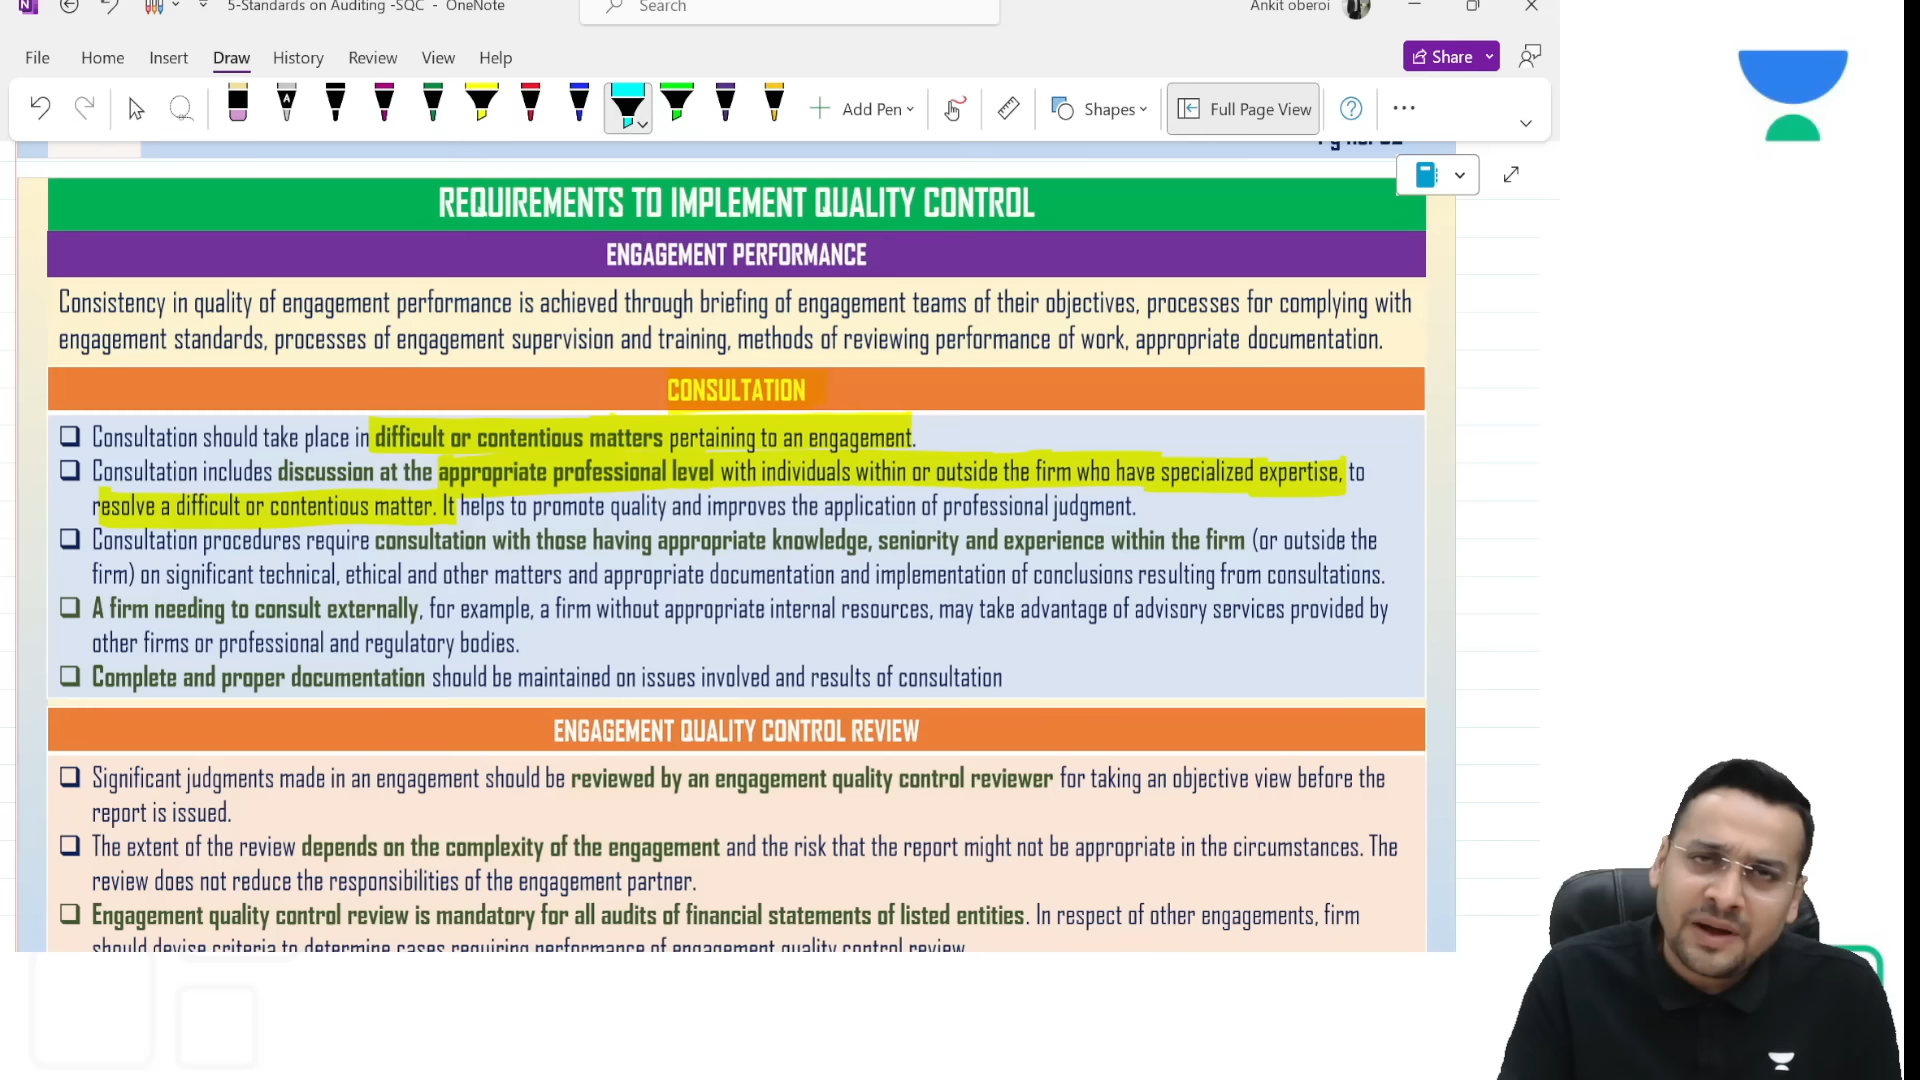 5-Standards on Auditing -SQC - OneNote
Search
Ankit oberoi
File Home Insert Draw History Review View Help
Share
A
Add Pen
Shapes
Full Page View
REQUIREMENTS TO IMPLEMENT QUALITY CONTROL
ENGAGEMENT PERFORMANCE
Consistency in quality of engagement performance is achieved through briefing of engagement teams of their objectives, processes for complying with
engagement standards, processes of engagement supervision and training, methods of reviewing performance of work, appropriate documentation.
CONSULTATION
Consultation should take place in difficult or contentious matters pertaining to an engagement.
Consultation includes discussion at the appropriate professional level with individuals within or outside the firm who have specialized expertise, to
resolve a difficult or contentious matter. It helps to promote quality and improves the application of professional judgment.
Consultation procedures require consultation with those having appropriate knowledge, seniority and experience within the firm (or outside the
firm) on significant technical, ethical and other matters and appropriate documentation and implementation of conclusions resulting from consultations.
A firm needing to consult externally, for example, a firm without appropriate internal resources, may take advantage of advisory services provided by
other firms or professional and regulatory bodies.
Complete and proper documentation should be maintained on issues involved and results of consultation
ENGAGEMENT QUALITY CONTROL REVIEW
Significant judgments made in an engagement should be reviewed by an engagement quality control reviewer for taking an objective view before the
report is issued.
The extent of the review depends on the complexity of the engagement and the risk that the report might not be appropriate in the circumstances. The
review does not reduce the responsibilities of the engagement partner.
Engagement quality control review is mandatory for all audits of financial statements of listed entities. In respect of other engagements, firm
should devise criteria to determine cases requiring performance of engagement quality control review.